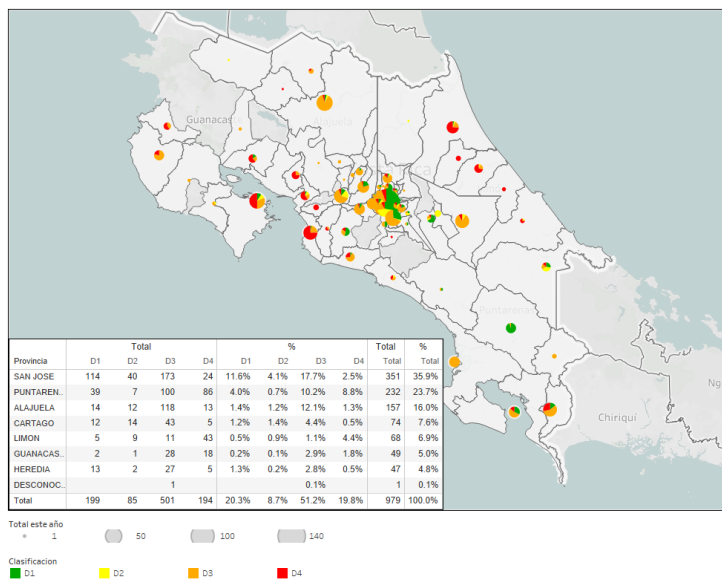 Guanacaste
Alajuela
Puntarenas
Chiriquí
Ng
Total % Total %
Provincia D1 D2 D3 D4 D1 D2 D3 D4 Total Total
SAN JOSE 114 40 173 24 11.6% 4.1% 17.7% 2.5% 351 35.9%
PUNTAREN.. 39 7 100 86 4.0% 0.7% 10.2% 8.8% 232 23.7%
ALAJUELA 14 12 118 13 1.4% 1.2% 12.1% 1.3% 157 16.0%
CARTAGO 12 14 43 5 1.2% 1.4% 4.4% 0.5% 74 7.6%
LIMON 5 9 11 43 0.5% 0.9% 1.1% 4.4% 68 6.9%
GUANACAS.. 2 1 28 18 0.2% 0.1% 2.9% 1.8% 49 5.0%
HEREDIA 13 2 27 5 1.3% 0.2% 2.8% 0.5% 47 4.8%
DESCONOC.. 1 0.1% 1 0.1%
Total 199 85 501 194 20.3% 8.7% 51.2% 19.8% 979 100.0%
Total este año
1 50 100 140
Clasificacion
D1 D2 D3 D4